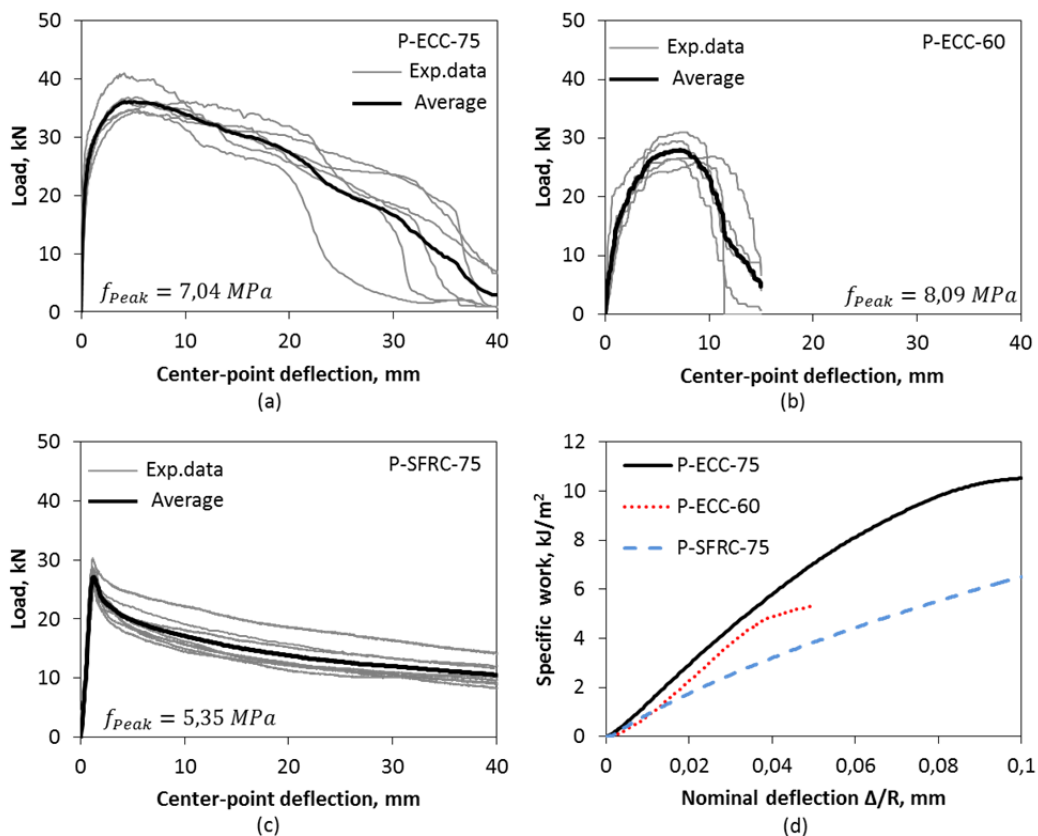 50
40
30
20
10
0
Load, kN
P-ECC-75
Exp.data
Average
f_Peak = 7,04 MPa
0 10 20 30 40
Center-point deflection, mm
(a)
50
40
30
20
10
0
Load, kN
P-ECC-60
Exp.data
Average
f_Peak = 8,09 MPa
0 10 20 30 40
Center-point deflection, mm
(b)
50
40
30
20
10
0
Load, kN
P-SFRC-75
Exp.data
Average
f_Peak = 5,35 MPa
0 10 20 30 40
Center-point deflection, mm
(c)
12
10
8
6
4
2
0
Specific work, kJ/m²
P-ECC-75
P-ECC-60
P-SFRC-75
0 0,02 0,04 0,06 0,08 0,1
Nominal deflection Δ/R, mm
(d)